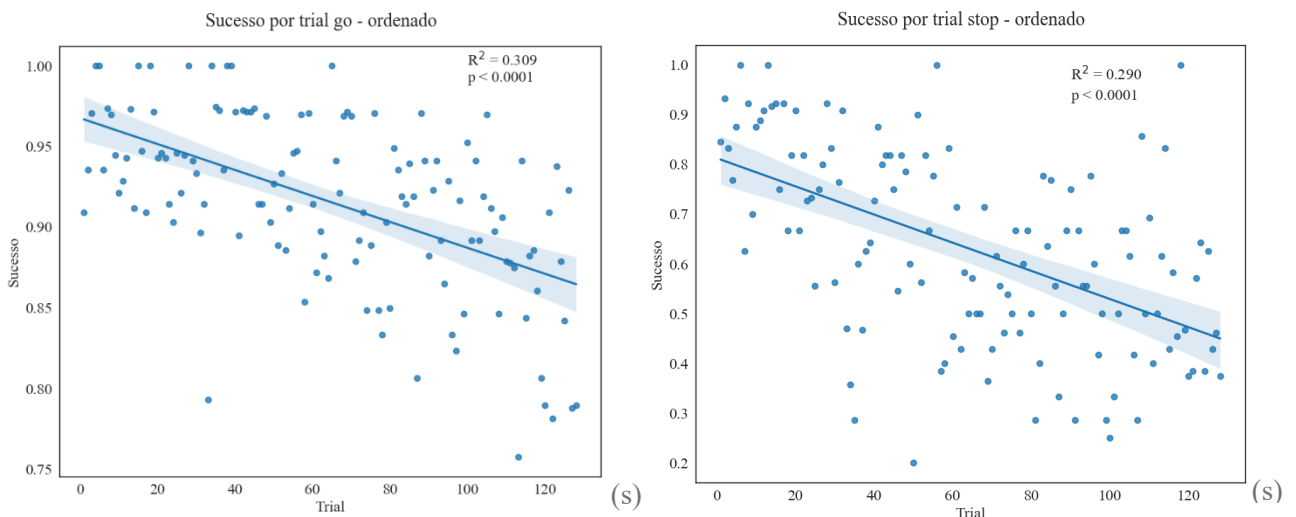 Sucesso por trial go - ordenado
R² = 0.309
p < 0.0001
1.00
0.95
0.90
0.85
0.80
0.75
Sucesso
0 20 40 60 80 100 120
Trial
(s)
Sucesso por trial stop - ordenado
R² = 0.290
p < 0.0001
1.0
0.9
0.8
0.7
0.6
0.5
0.4
0.3
0.2
Sucesso
0 20 40 60 80 100 120
Trial
(s)